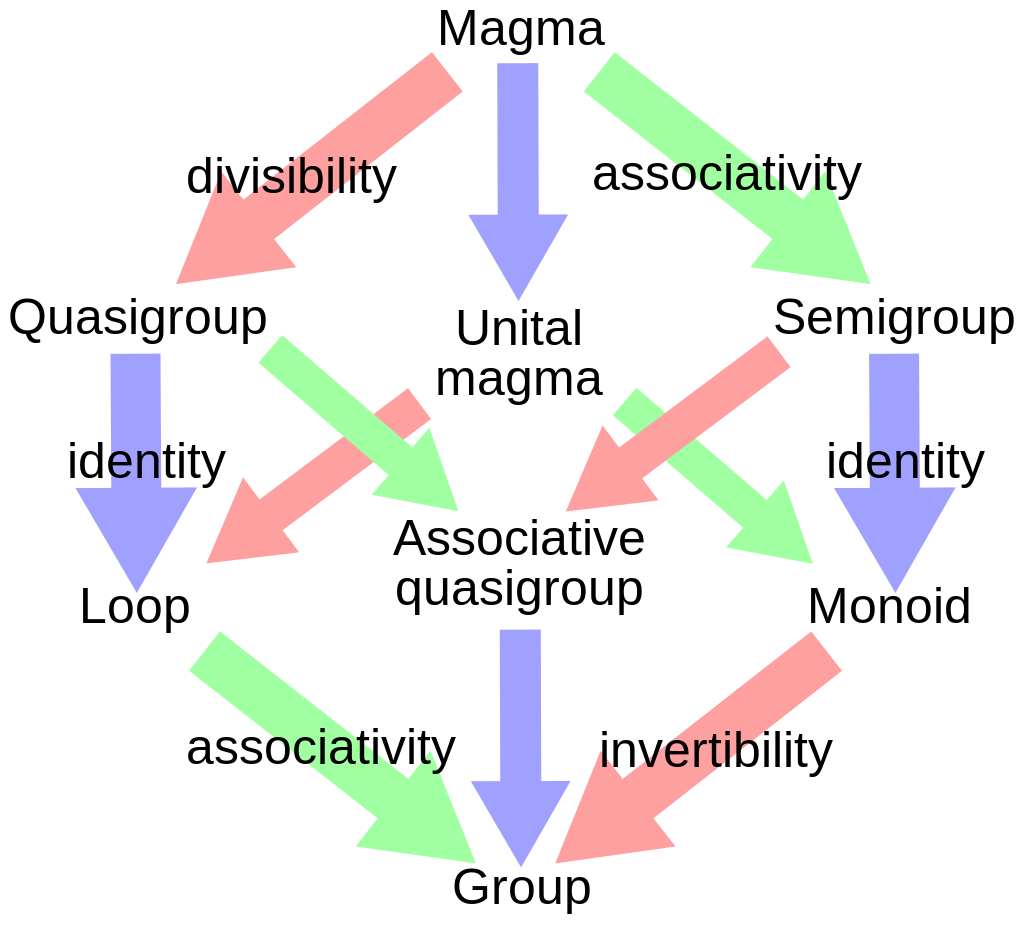 Magma
divisibility
associativity
Quasigroup
Unital
magma
Semigroup
identity
identity
Associative
quasigroup
Loop
Monoid
associativity
invertibility
Group